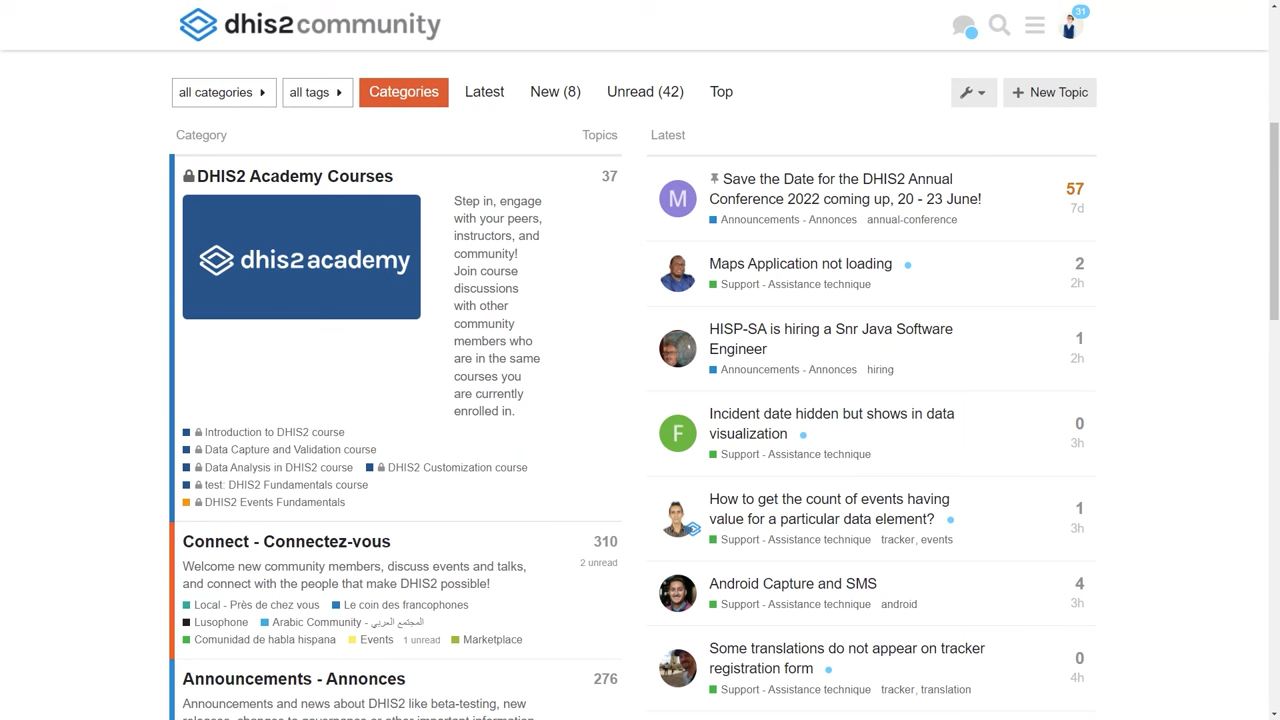 dhis2community
31
all categories
all tags
Categories
Latest
New (8)
Unread (42)
Top
New Topic
Category
Topics
DHIS2 Academy Courses
37
dhis2academy
Step in, engage
with your peers,
instructors, and
community!
Join course
discussions
with other
community
members who
are in the same
courses you
are currently
enrolled in.
Introduction to DHIS2 course
Data Capture and Validation course
Data Analysis in DHIS2 course DHIS2 Customization course
test: DHIS2 Fundamentals course
DHIS2 Events Fundamentals
Connect - Connectez-vous
310
2 unread
Welcome new community members, discuss events and talks,
and connect with the people that make DHIS2 possible!
Local - Près de chez vous Le coin des francophones
Lusophone Arabic Community - المجتمع العربي
Comunidad de habla hispana Events 1 unread Marketplace
Announcements - Annonces
276
Announcements and news about DHIS2 like beta-testing, new
releases, changes to governance or other important information
Latest
M
Save the Date for the DHIS2 Annual
Conference 2022 coming up, 20 - 23 June!
Announcements - Annonces annual-conference
57
7d
Maps Application not loading
Support - Assistance technique
2
2h
HISP-SA is hiring a Snr Java Software
Engineer
Announcements - Annonces hiring
1
2h
F
Incident date hidden but shows in data
visualization
Support - Assistance technique
0
3h
How to get the count of events having
value for a particular data element?
Support - Assistance technique tracker, events
1
3h
Android Capture and SMS
Support - Assistance technique android
4
3h
Some translations do not appear on tracker
registration form
Support - Assistance technique tracker, translation
0
4h